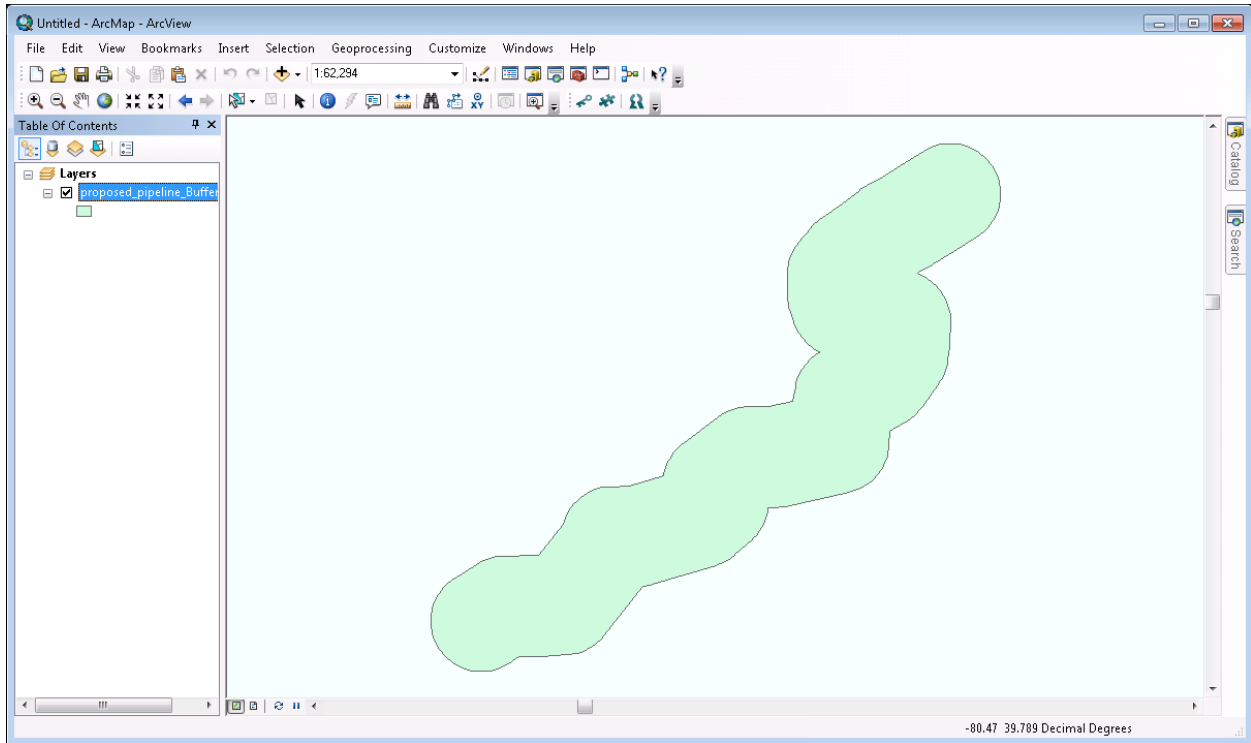 Untitled - ArcMap - ArcView
File Edit View Bookmarks Insert Selection Geoprocessing Customize Windows Help
1:62,294
XY
Table Of Contents
Layers
proposed_pipeline_Buffer
Catalog
Search
-80.47 39.789 Decimal Degrees